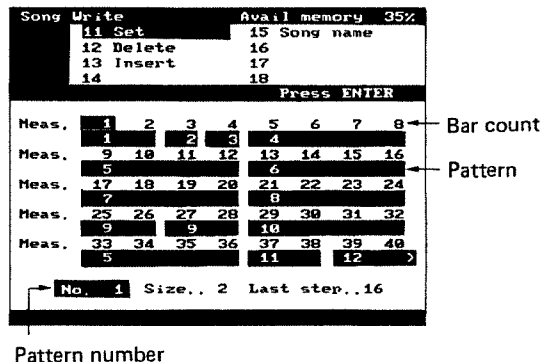 Song Write Avail memory 35%
11 Set 15 Song name
12 Delete 16
13 Insert 17
14 18
Press ENTER
Meas. 1 2 3 4 5 6 7 8 Bar count
1 2 3 4
Meas. 9 10 11 12 13 14 15 16
5 6 Pattern
Meas. 17 18 19 20 21 22 23 24
7 8
Meas. 25 26 27 28 29 30 31 32
9 9 10
Meas. 33 34 35 36 37 38 39 40
5 11 12 >
No. 1 Size.. 2 Last step..16
Pattern number